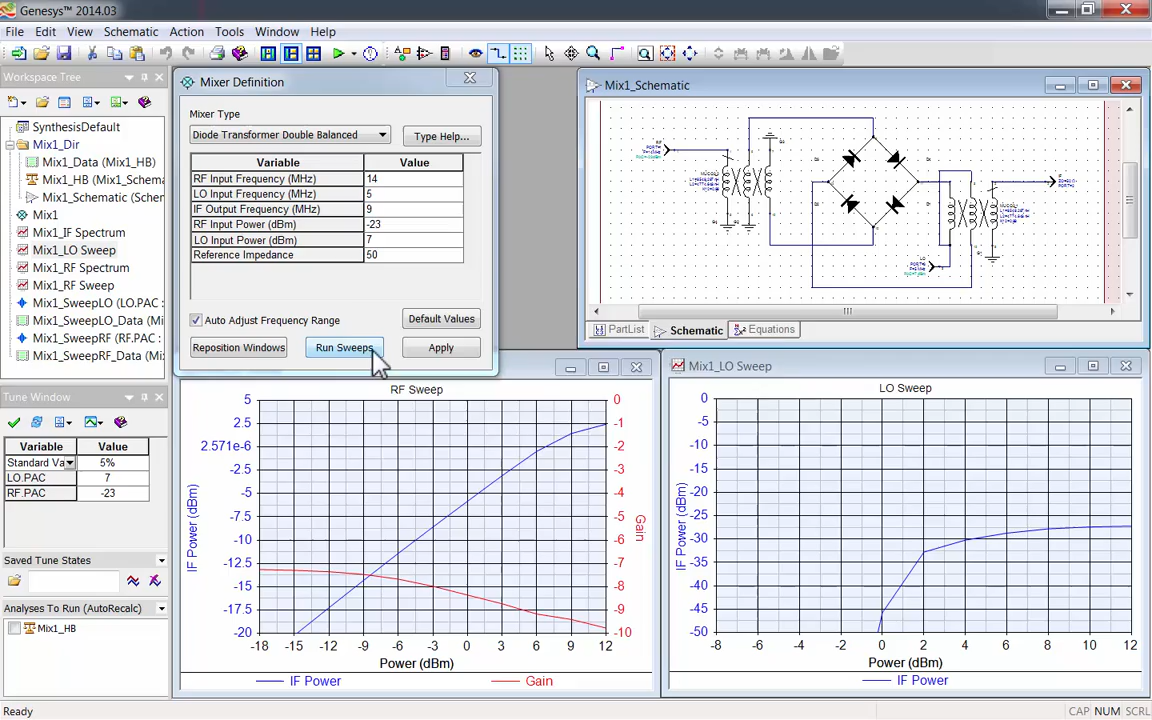 Genesys™ 2014.03
File Edit View Schematic Action Tools Window Help
Workspace Tree
SynthesisDefault
Mix1_Dir
Mix1_Data (Mix1_HB)
Mix1_HB (Mix1_Schema
Mix1_Schematic (Scher
Mix1
Mix1_IF Spectrum
Mix1_LO Sweep
Mix1_RF Spectrum
Mix1_RF Sweep
Mix1_SweepLO (LO.PAC :
Mix1_SweepLO_Data (Mi
Mix1_SweepRF (RF.PAC :
Mix1_SweepRF_Data (Mi
Tune Window
Variable Value
Standard Va 5%
LO.PAC 7
RF.PAC -23
Saved Tune States
Analyses To Run (AutoRecalc)
Mix1_HB
Mixer Definition
Mixer Type
Diode Transformer Double Balanced
Type Help...
Variable Value
RF Input Frequency (MHz) 14
LO Input Frequency (MHz) 5
IF Output Frequency (MHz) 9
RF Input Power (dBm) -23
LO Input Power (dBm) 7
Reference Impedance 50
Auto Adjust Frequency Range
Default Values
Reposition Windows
Run Sweeps
Apply
Mix1_Schematic
RF
IF
LO
PartList
Schematic
Equations
RF Sweep
IF Power (dBm)
5
2.5
2.571e-6
-2.5
-5
-7.5
-10
-12.5
-15
-17.5
-20
0
-1
-2
-3
-4
-5
-6
-7
-8
-9
-10
Gain
-18 -15 -12 -9 -6 -3 0 3 6 9 12
Power (dBm)
IF Power Gain
Mix1_LO Sweep
LO Sweep
IF Power (dBm)
0
-5
-10
-15
-20
-25
-30
-35
-40
-45
-50
-8 -6 -4 -2 0 2 4 6 8 10 12
Power (dBm)
IF Power
Ready
CAP NUM SCRL